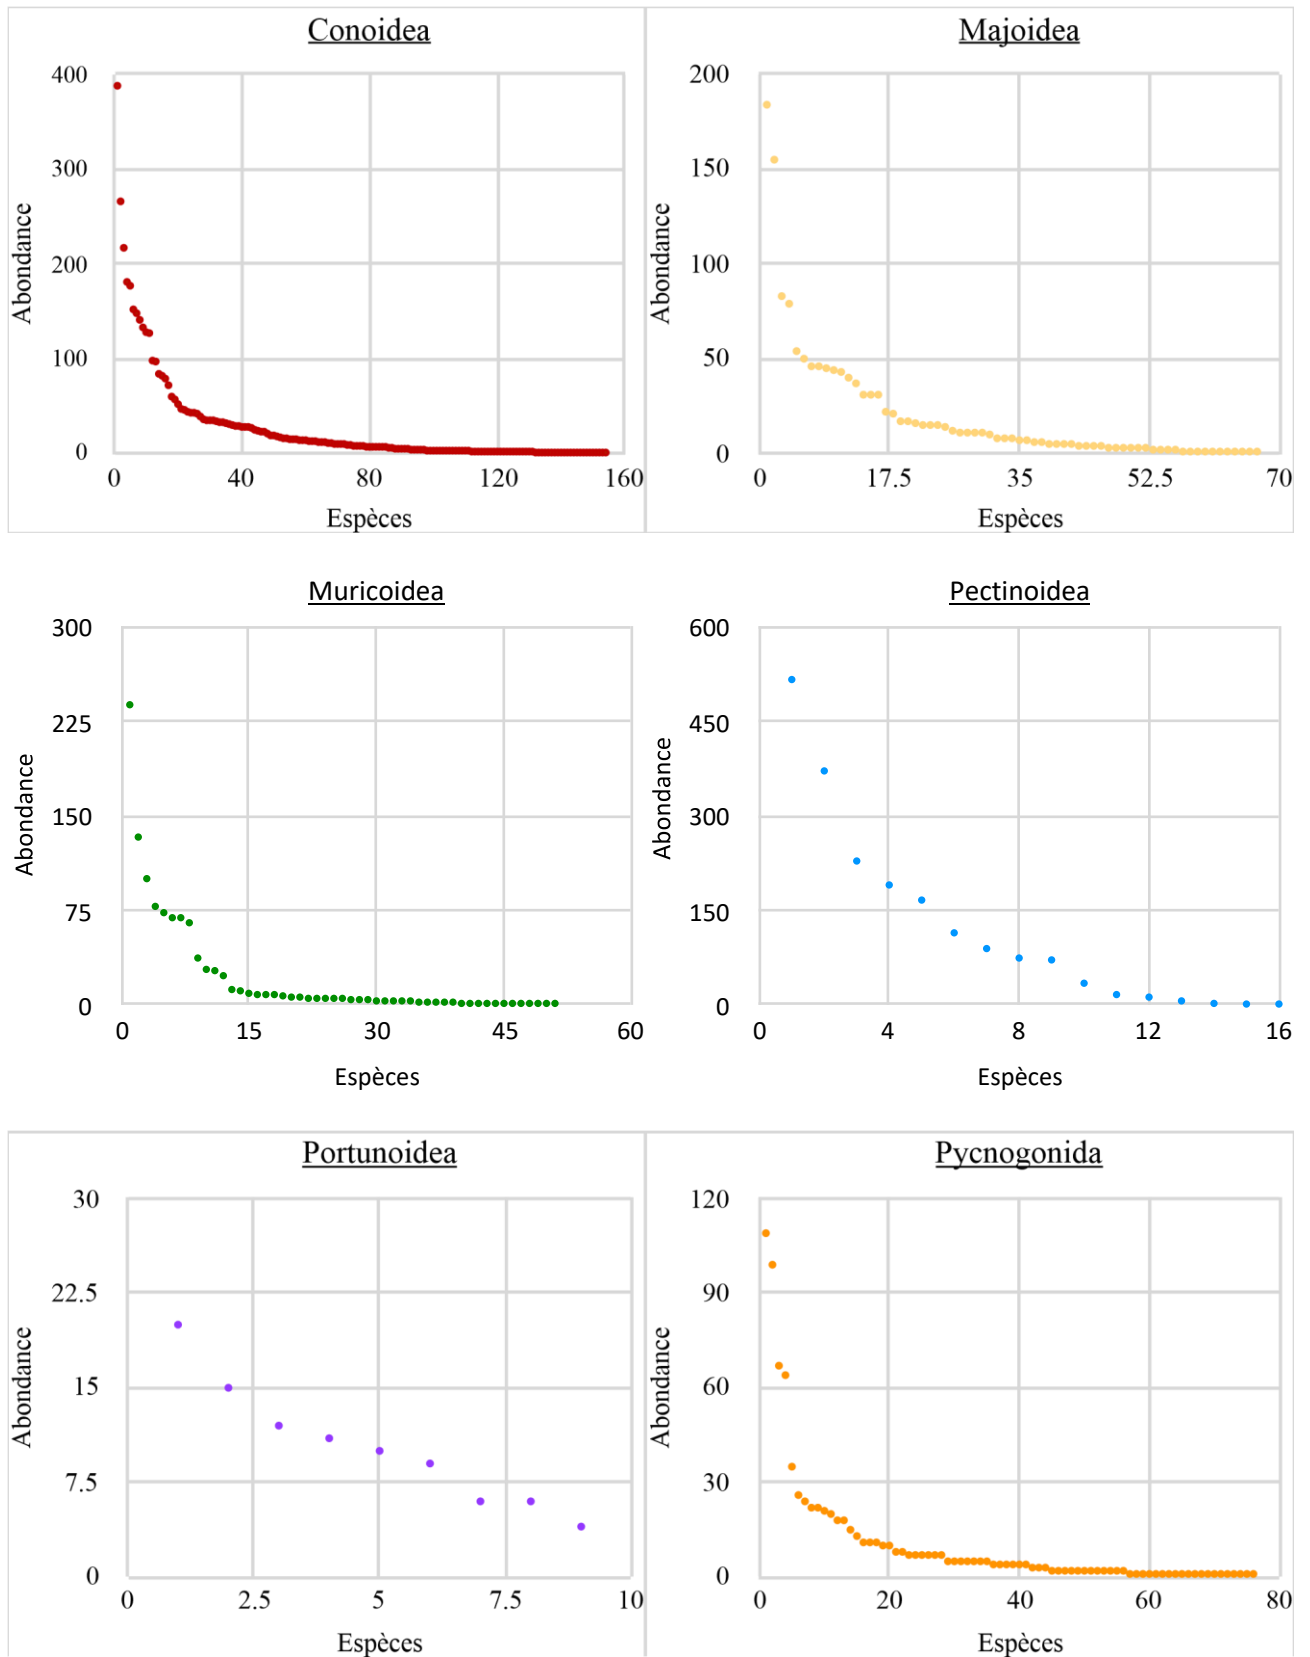 Conoidea
400
300
200
100
0
Abondance
0 40 80 120 160
Espèces
Majoidea
200
150
100
50
0
Abondance
0 17.5 35 52.5 70
Espèces
Muricoidea
300
225
150
75
0
Abondance
0 15 30 45 60
Espèces
Pectinoidea
600
450
300
150
0
Abondance
0 4 8 12 16
Espèces
Portunoidea
30
22.5
15
7.5
0
Abondance
0 2.5 5 7.5 10
Espèces
Pycnogonida
120
90
60
30
0
Abondance
0 20 40 60 80
Espèces